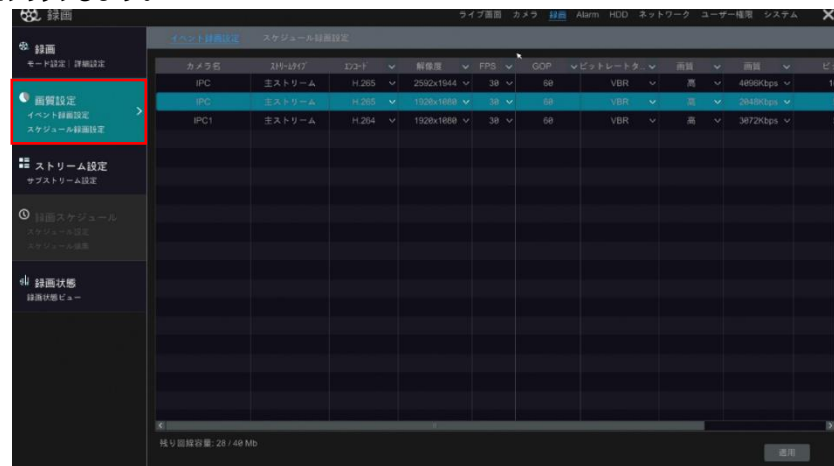 録画
ライブ画面 カメラ 録画 Alarm HDD ネットワーク ユーザー権限 システム
録画
モード設定 | 詳細設定
画質設定
イベント録画設定
スケジュール録画設定
ストリーム設定
サブストリーム設定
録画スケジュール
スケジュール設定
スケジュール録画
録画状態
録画状態ビュー
イベント録画設定 スケジュール録画設定
カメラ名 ストリームタイプ エンコード 解像度 FPS GOP ビットレートタ.. 画質 画質 ビ
IPC 主ストリーム H.265 2592x1944 30 60 VBR 高 4096Kbps
IPC 主ストリーム H.265 1920x1080 30 60 VBR 高 2048Kbps
IPC1 主ストリーム H.264 1920x1080 30 60 VBR 高 3072Kbps
残り回線容量: 28 / 40 Mb
適用